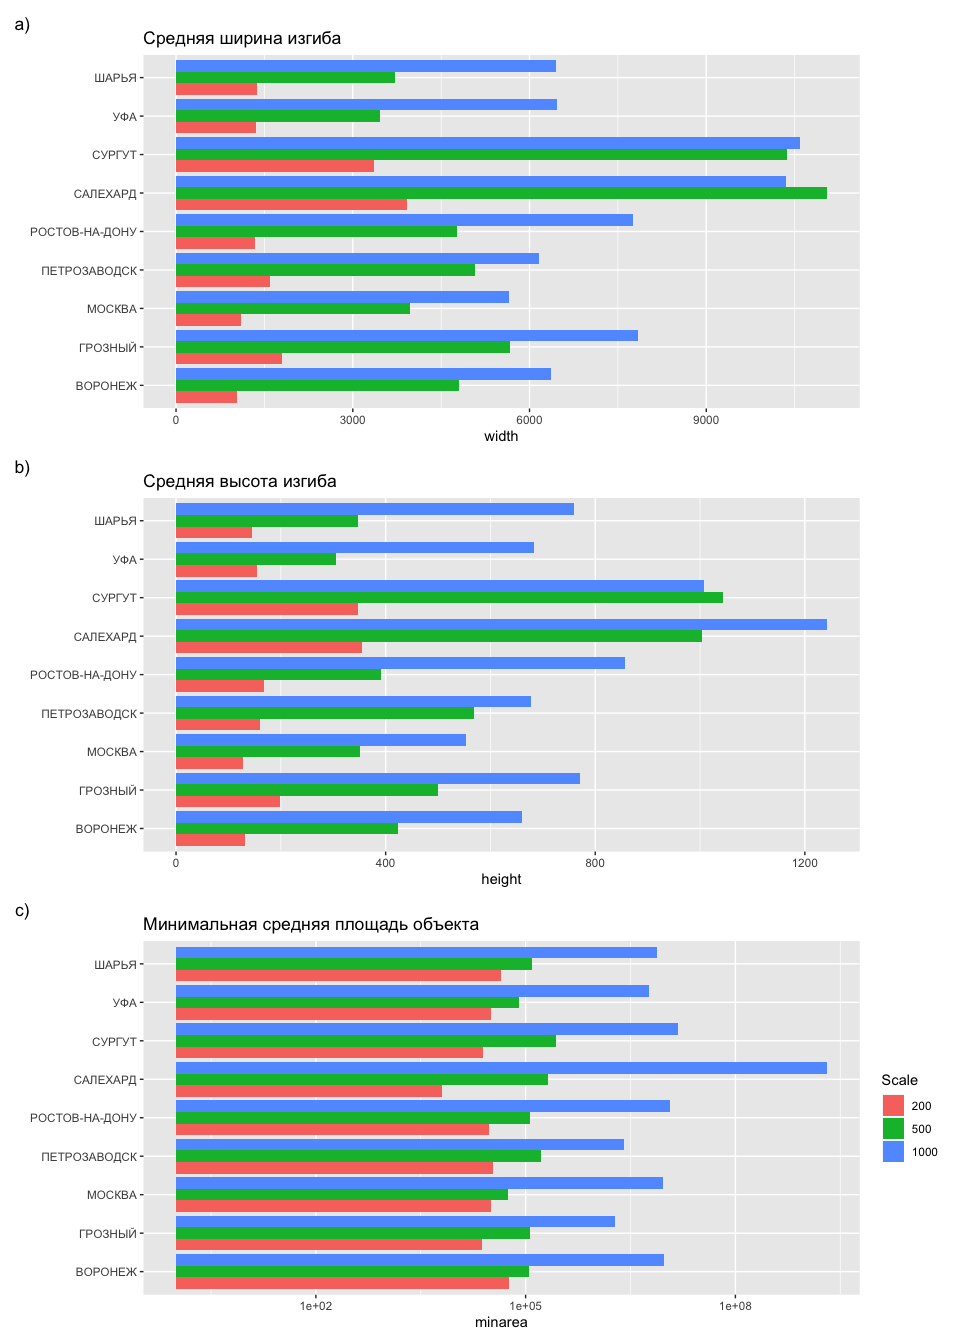 a)
Средняя ширина изгиба
ШАРЬЯ
УФА
СУРГУТ
САЛЕХАРД
РОСТОВ-НА-ДОНУ
ПЕТРОЗАВОДСК
МОСКВА
ГРОЗНЫЙ
ВОРОНЕЖ
0 3000 6000 9000
width
b)
Средняя высота изгиба
ШАРЬЯ
УФА
СУРГУТ
САЛЕХАРД
РОСТОВ-НА-ДОНУ
ПЕТРОЗАВОДСК
МОСКВА
ГРОЗНЫЙ
ВОРОНЕЖ
0 400 800 1200
height
c)
Минимальная средняя площадь объекта
ШАРЬЯ
УФА
СУРГУТ
САЛЕХАРД
РОСТОВ-НА-ДОНУ
ПЕТРОЗАВОДСК
МОСКВА
ГРОЗНЫЙ
ВОРОНЕЖ
1e+02 1e+05 1e+08
minarea
Scale
200
500
1000